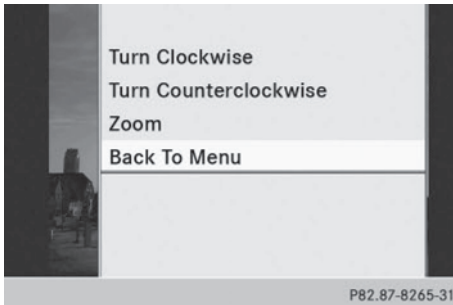 Turn Clockwise
Turn Counterclockwise
Zoom
Back To Menu
P82.87-8265-31